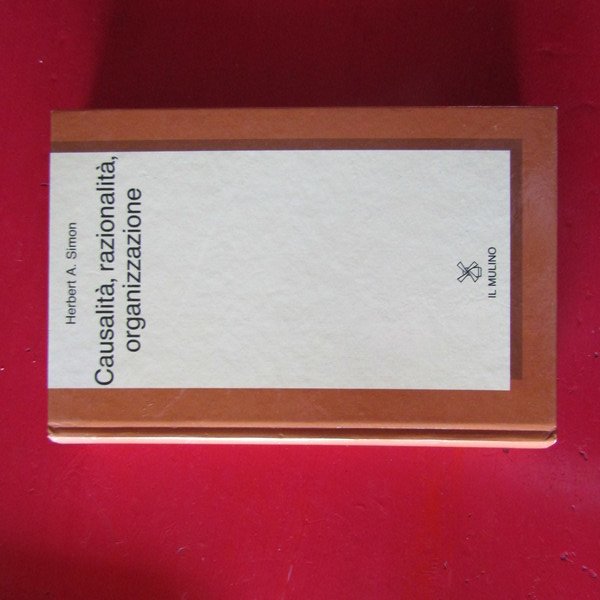 Herbert A. Simon
Causalità, razionalità,
organizzazione
IL MULINO